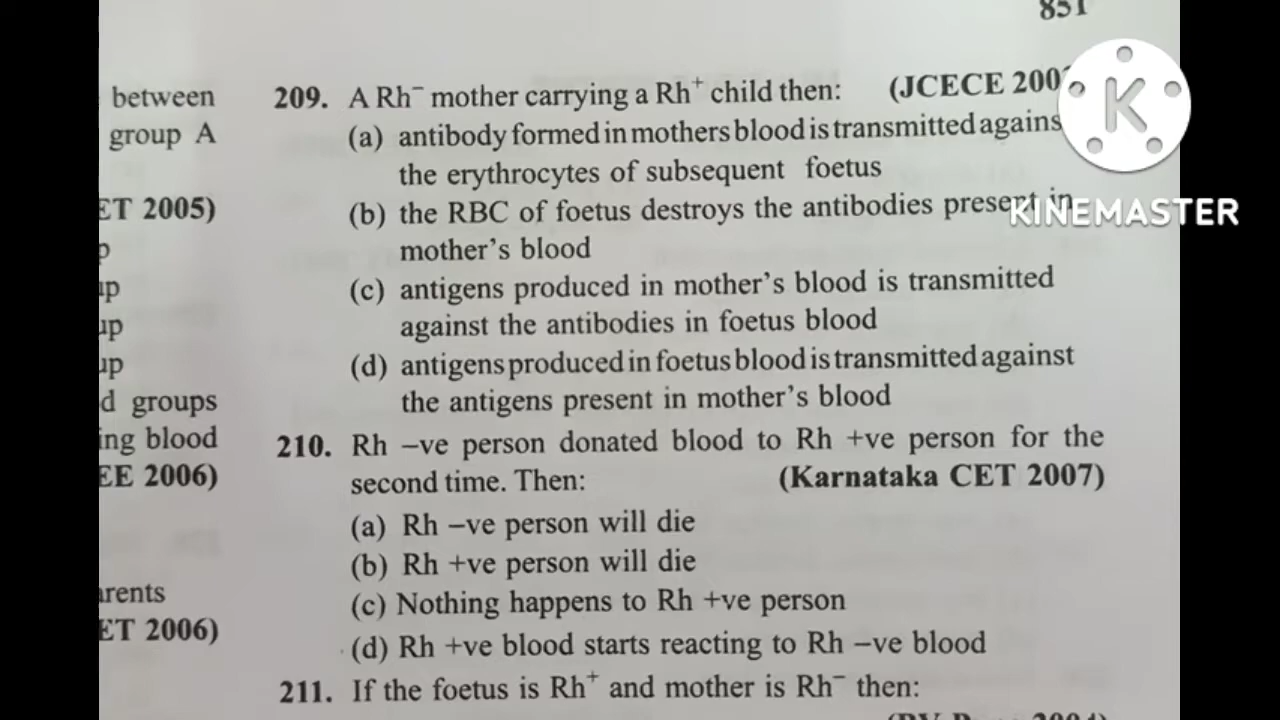 851
between
group A
ET 2005)
p
up
up
up
d groups
ing blood
EE 2006)
arents
ET 2006)
209. A Rh⁻ mother carrying a Rh⁺ child then: (JCECE 200
(a) antibody formed in mothers blood is transmitted agains
the erythrocytes of subsequent foetus
(b) the RBC of foetus destroys the antibodies present in
mother's blood
(c) antigens produced in mother's blood is transmitted
against the antibodies in foetus blood
(d) antigens produced in foetus blood is transmitted against
the antigens present in mother's blood
210. Rh –ve person donated blood to Rh +ve person for the
second time. Then: (Karnataka CET 2007)
(a) Rh –ve person will die
(b) Rh +ve person will die
(c) Nothing happens to Rh +ve person
(d) Rh +ve blood starts reacting to Rh –ve blood
211. If the foetus is Rh⁺ and mother is Rh⁻ then:
K
KINEMASTER